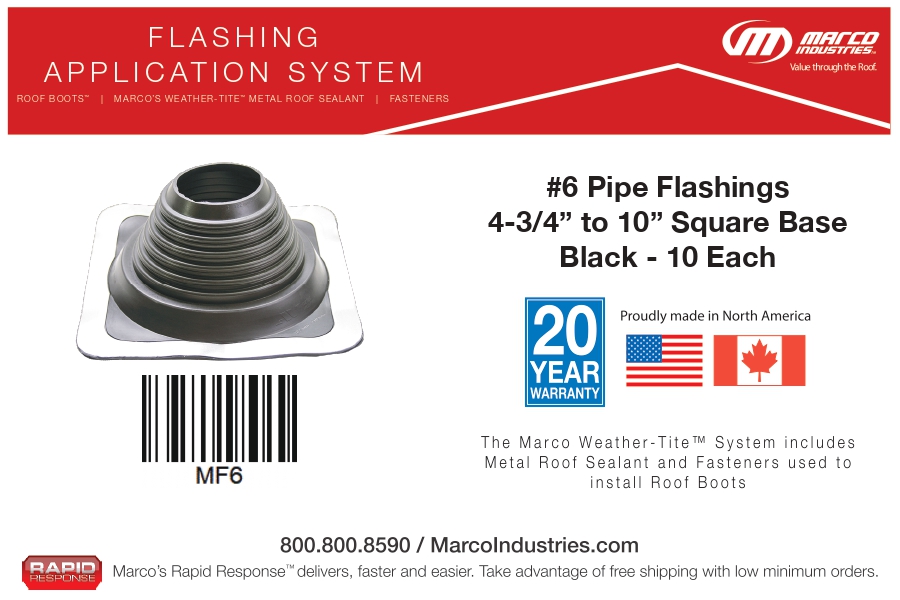 FLASHING
APPLICATION SYSTEM
ROOF BOOTS™ | MARCO'S WEATHER-TITE™ METAL ROOF SEALANT | FASTENERS
MARCO
INDUSTRIES™
Value through the Roof.
#6 Pipe Flashings
4-3/4” to 10” Square Base
Black - 10 Each
20
YEAR
WARRANTY
Proudly made in North America
MF6
The Marco Weather-Tite™ System includes
Metal Roof Sealant and Fasteners used to
install Roof Boots
800.800.8590 / MarcoIndustries.com
RAPID
RESPONSE
Marco's Rapid Response™ delivers, faster and easier. Take advantage of free shipping with low minimum orders.